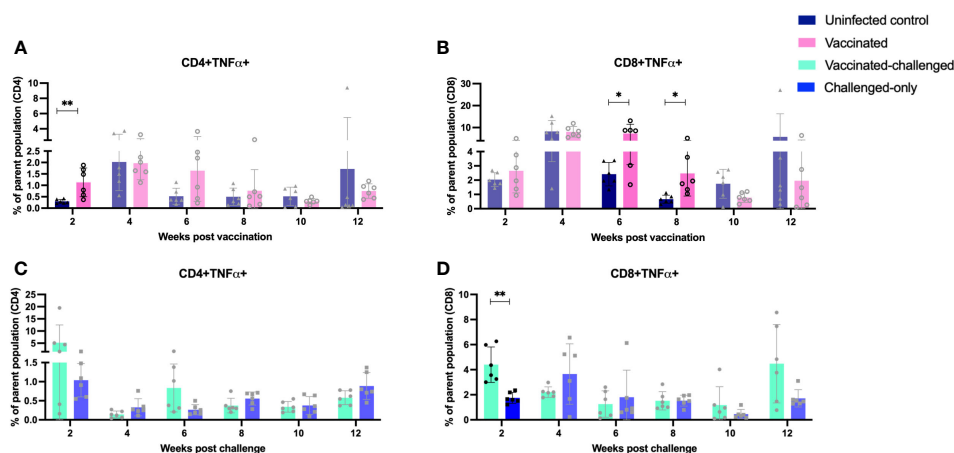 Uninfected control
Vaccinated
Vaccinated-challenged
Challenged-only
A
CD4+TNFα+
% of parent population (CD4)
10
8
6
4
2.5
2.0
1.5
1.0
0.5
0.0
**
2 4 6 8 10 12
Weeks post vaccination
B
CD8+TNFα+
% of parent population (CD8)
30
20
10
4
2
0
* *
2 4 6 8 10 12
Weeks post vaccination
C
CD4+TNFα+
% of parent population (CD4)
25
20
15
10
5
1.5
1.0
0.5
0.0
2 4 6 8 10 12
Weeks post challenge
D
CD8+TNFα+
% of parent population (CD8)
10
8
6
4
2
0
**
2 4 6 8 10 12
Weeks post challenge